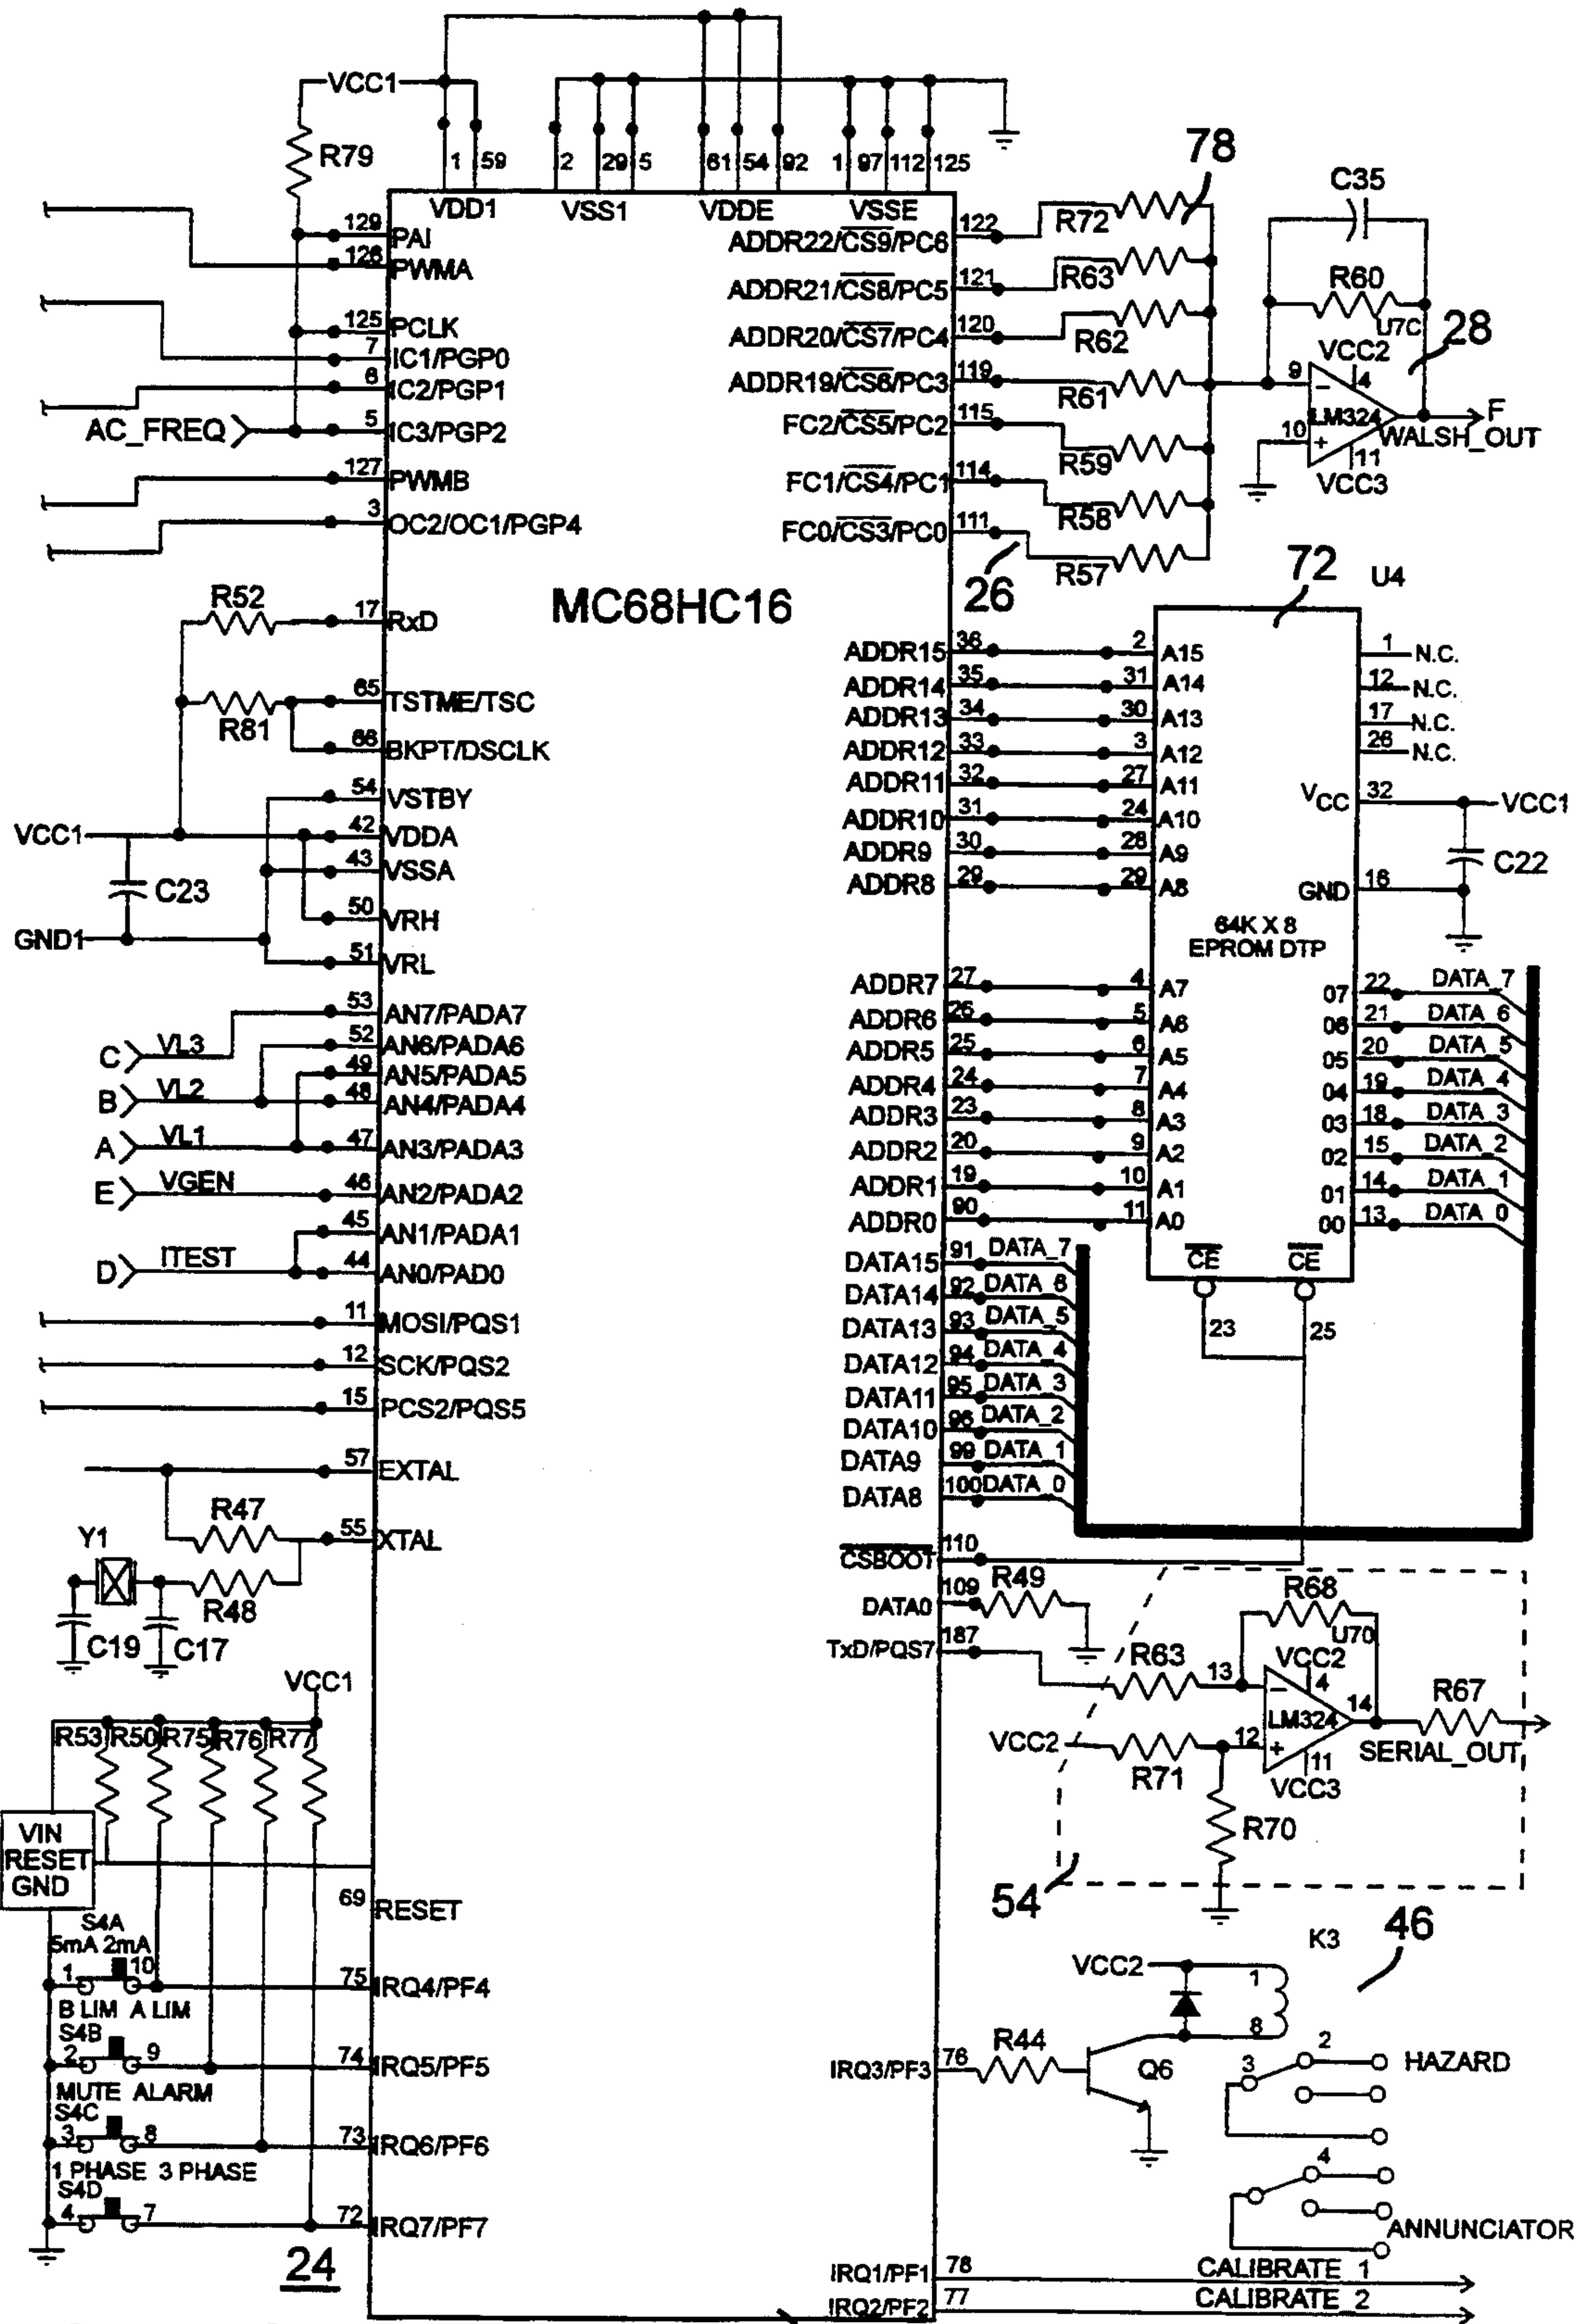 VCC1
R79
1 59 2 29 5 61 54 92 1 97 112 125
VDD1 VSS1 VDDE VSSE
129 PAI
126 PWMA
125 PCLK
7 IC1/PGP0
6 IC2/PGP1
AC_FREQ 5 IC3/PGP2
127 PWMB
3 OC2/OC1/PGP4
MC68HC16
R52 17 RxD
R81 65 TSTME/TSC
66 BKPT/DSCLK
54 VSTBY
VCC1 42 VDDA
43 VSSA
C23
50 VRH
GND1
51 VRL
53 AN7/PADA7
C VL3 52 AN6/PADA6
49 AN5/PADA5
B VL2 48 AN4/PADA4
A VL1 47 AN3/PADA3
E VGEN 46 AN2/PADA2
45 AN1/PADA1
D ITEST 44 AN0/PAD0
11 MOSI/PQS1
12 SCK/PQS2
15 PCS2/PQS5
57 EXTAL
R47 55 XTAL
Y1
R48
C19 C17
VCC1
R53 R50 R75 R76 R77
VIN
RESET
GND
69 RESET
S4A
5mA 2mA
1 10 75 IRQ4/PF4
B LIM A LIM
S4B
2 9 74 IRQ5/PF5
MUTE ALARM
S4C
3 8 73 IRQ6/PF6
1 PHASE 3 PHASE
S4D
4 7 72 IRQ7/PF7
24
ADDR22/CS9/PC6 122 R72 78
ADDR21/CS8/PC5 121 R63
ADDR20/CS7/PC4 120 R62
ADDR19/CS6/PC3 119 R61
FC2/CS5/PC2 115 R59
FC1/CS4/PC1 114 R58
FC0/CS3/PC0 111 R57
26
C35
R60
U7C
28
VCC2
9 - 4
LM324
10 + 11
VCC3
F
WALSH_OUT
72 U4
ADDR15 36 2 A15
ADDR14 35 31 A14
ADDR13 34 30 A13
ADDR12 33 3 A12
ADDR11 32 27 A11
ADDR10 31 24 A10
ADDR9 30 28 A9
ADDR8 29 29 A8
ADDR7 27 4 A7
ADDR6 26 5 A6
ADDR5 25 6 A5
ADDR4 24 7 A4
ADDR3 23 8 A3
ADDR2 20 9 A2
ADDR1 19 10 A1
ADDR0 90 11 A0
1 N.C.
12 N.C.
17 N.C.
26 N.C.
VCC 32 VCC1
C22
GND 16
64K X 8
EPROM DTP
07 22 DATA_7
06 21 DATA_6
05 20 DATA_5
04 19 DATA_4
03 18 DATA_3
02 15 DATA_2
01 14 DATA_1
00 13 DATA_0
CE CE
23 25
DATA15 91 DATA_7
DATA14 92 DATA_6
DATA13 93 DATA_5
DATA12 94 DATA_4
DATA11 95 DATA_3
DATA10 96 DATA_2
DATA9 99 DATA_1
DATA8 100 DATA_0
CSBOOT 110
DATA0 109 R49
TxD/PQS7 187
R63
R68
U70
VCC2
13 - 4
LM324 14
12 + 11
VCC3
R67
SERIAL_OUT
VCC2
R71
R70
54
K3 46
VCC2
1
8
IRQ3/PF3 76 R44 Q6
2
3 HAZARD
4
ANNUNCIATOR
IRQ1/PF1 78 CALIBRATE_1
IRQ2/PF2 77 CALIBRATE_2